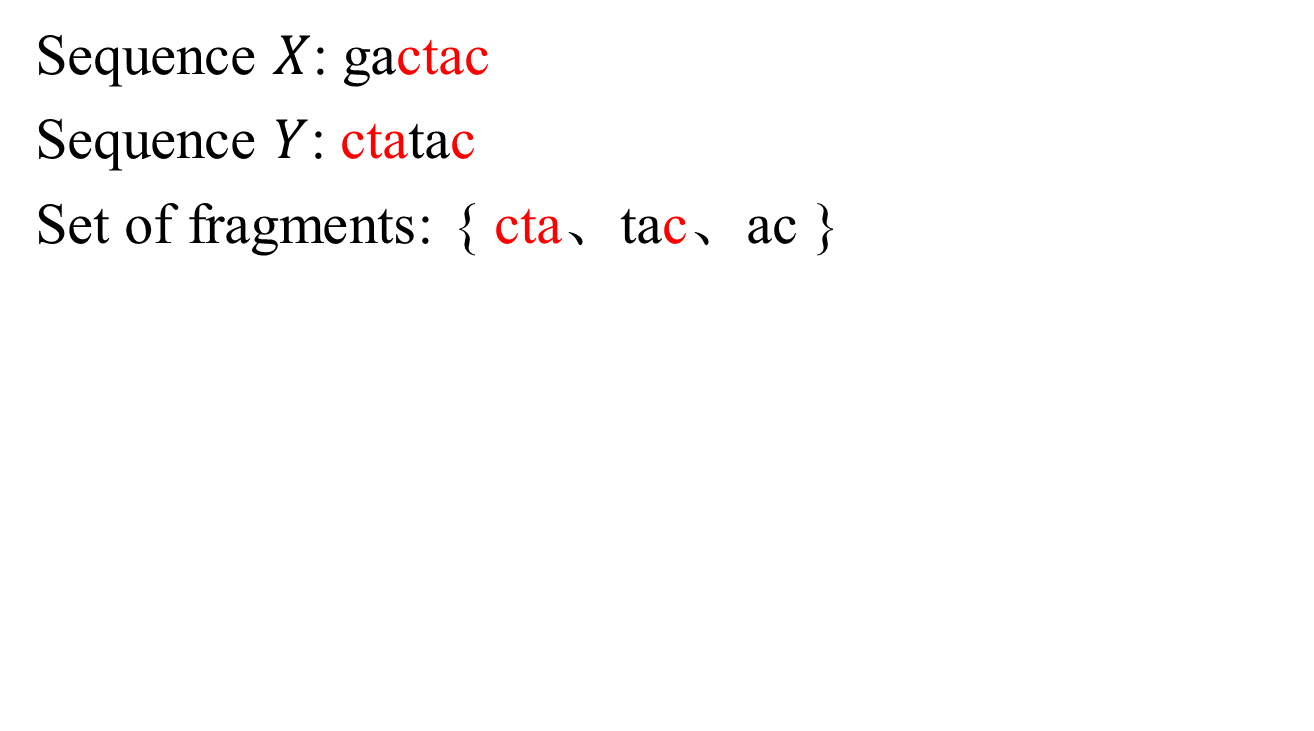 Sequence X: gactac
Sequence Y: ctatac
Set of fragments: { cta、tac、ac }